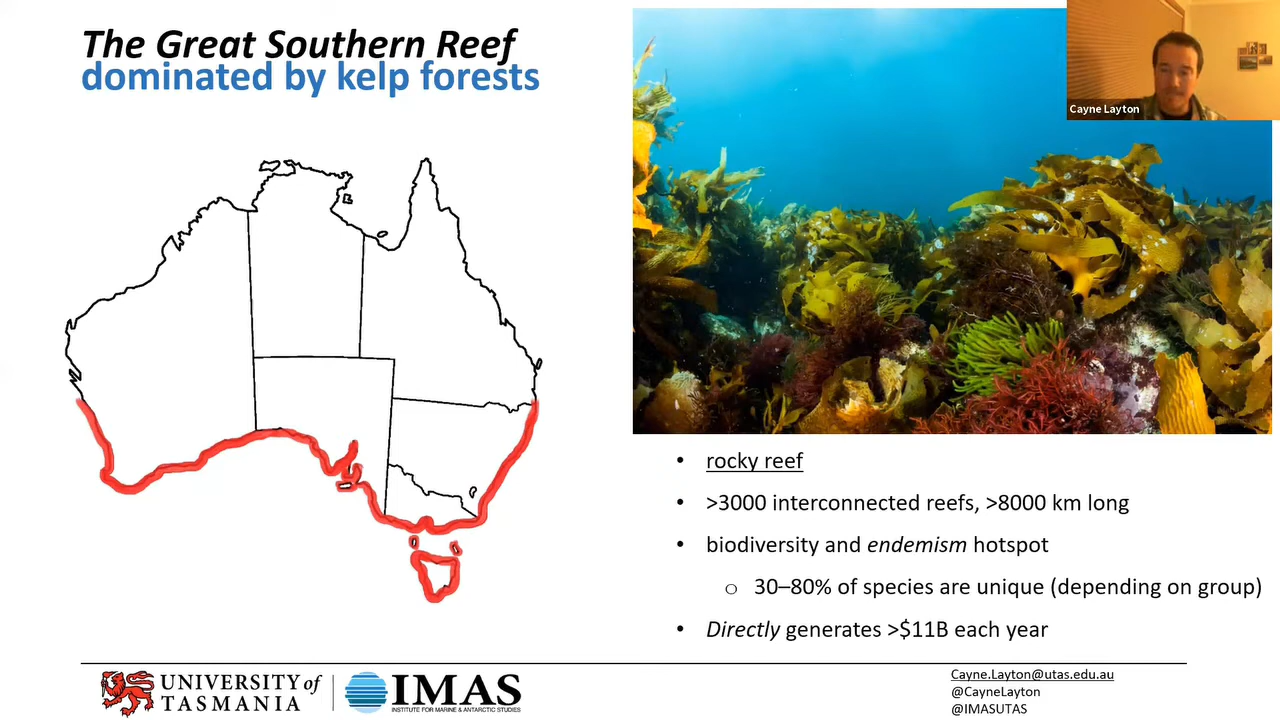 The Great Southern Reef
dominated by kelp forests
Cayne Layton
• rocky reef
• >3000 interconnected reefs, >8000 km long
• biodiversity and endemism hotspot
o 30–80% of species are unique (depending on group)
• Directly generates >$11B each year
UNIVERSITY of
TASMANIA
IMAS
INSTITUTE FOR MARINE & ANTARCTIC STUDIES
Cayne.Layton@utas.edu.au
@CayneLayton
@IMASUTAS